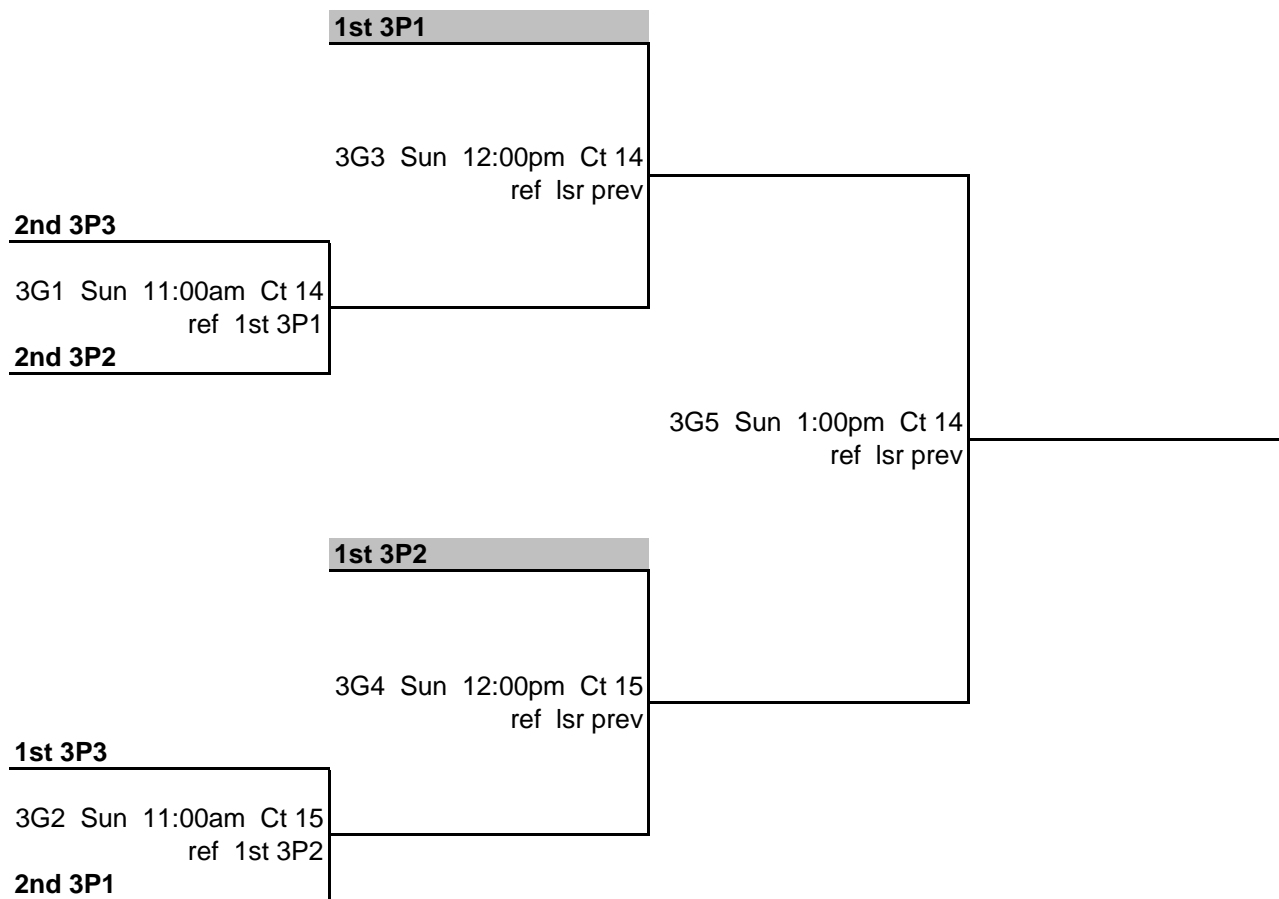 1st 3P1
3G3 Sun 12:00pm Ct 14
ref lsr prev
2nd 3P3
3G1 Sun 11:00am Ct 14
ref 1st 3P1
2nd 3P2
3G5 Sun 1:00pm Ct 14
ref lsr prev
1st 3P2
3G4 Sun 12:00pm Ct 15
ref lsr prev
1st 3P3
3G2 Sun 11:00am Ct 15
ref 1st 3P2
2nd 3P1